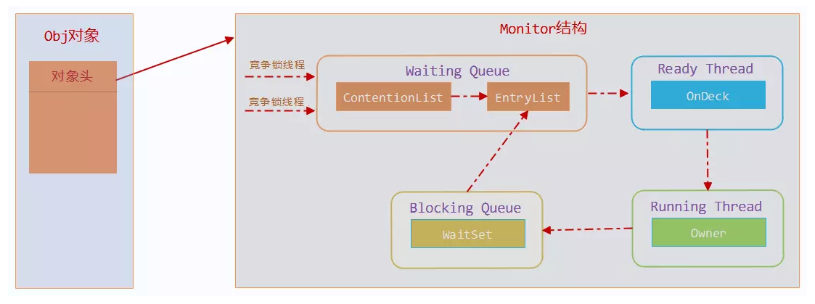 Obj对象
对象头
Monitor结构
竞争锁线程
竞争锁线程
Waiting Queue
ContentionList
EntryList
Ready Thread
OnDeck
Blocking Queue
WaitSet
Running Thread
Owner